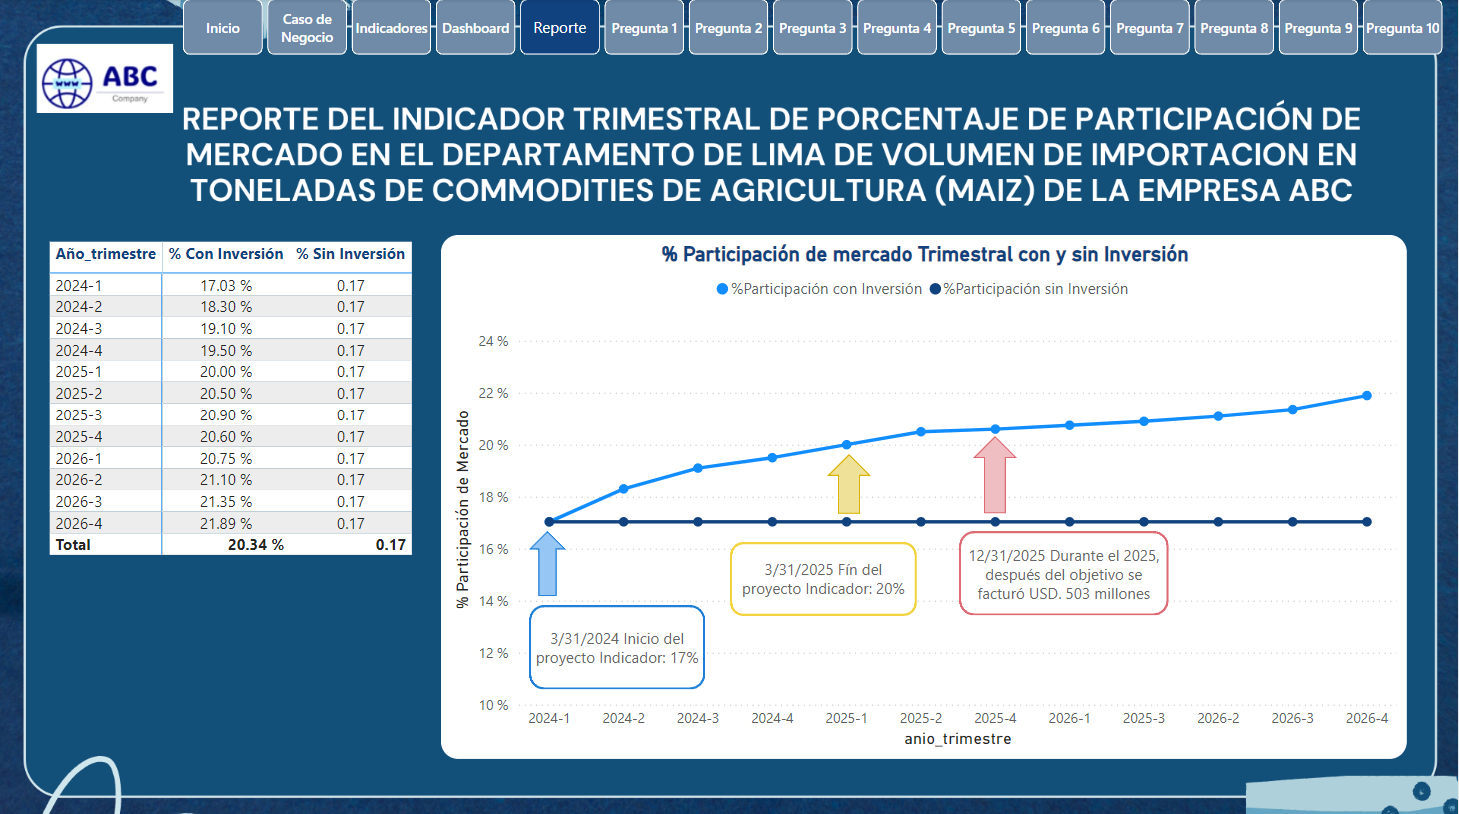 Inicio
Caso de
Negocio
Indicadores
Dashboard
Reporte
Pregunta 1
Pregunta 2
Pregunta 3
Pregunta 4
Pregunta 5
Pregunta 6
Pregunta 7
Pregunta 8
Pregunta 9
Pregunta 10
www
ABC
Company
REPORTE DEL INDICADOR TRIMESTRAL DE PORCENTAJE DE PARTICIPACIÓN DE
MERCADO EN EL DEPARTAMENTO DE LIMA DE VOLUMEN DE IMPORTACION EN
TONELADAS DE COMMODITIES DE AGRICULTURA (MAIZ) DE LA EMPRESA ABC
Año_trimestre % Con Inversión % Sin Inversión
2024-1 17.03 % 0.17
2024-2 18.30 % 0.17
2024-3 19.10 % 0.17
2024-4 19.50 % 0.17
2025-1 20.00 % 0.17
2025-2 20.50 % 0.17
2025-3 20.90 % 0.17
2025-4 20.60 % 0.17
2026-1 20.75 % 0.17
2026-2 21.10 % 0.17
2026-3 21.35 % 0.17
2026-4 21.89 % 0.17
Total 20.34 % 0.17
% Participación de mercado Trimestral con y sin Inversión
%Participación con Inversión %Participación sin Inversión
% Participación de Mercado
24 %
22 %
20 %
18 %
16 %
14 %
12 %
10 %
3/31/2024 Inicio del
proyecto Indicador: 17%
3/31/2025 Fín del
proyecto Indicador: 20%
12/31/2025 Durante el 2025,
después del objetivo se
facturó USD. 503 millones
2024-1 2024-2 2024-3 2024-4 2025-1 2025-2 2025-4 2026-1 2025-3 2026-2 2026-3 2026-4
anio_trimestre